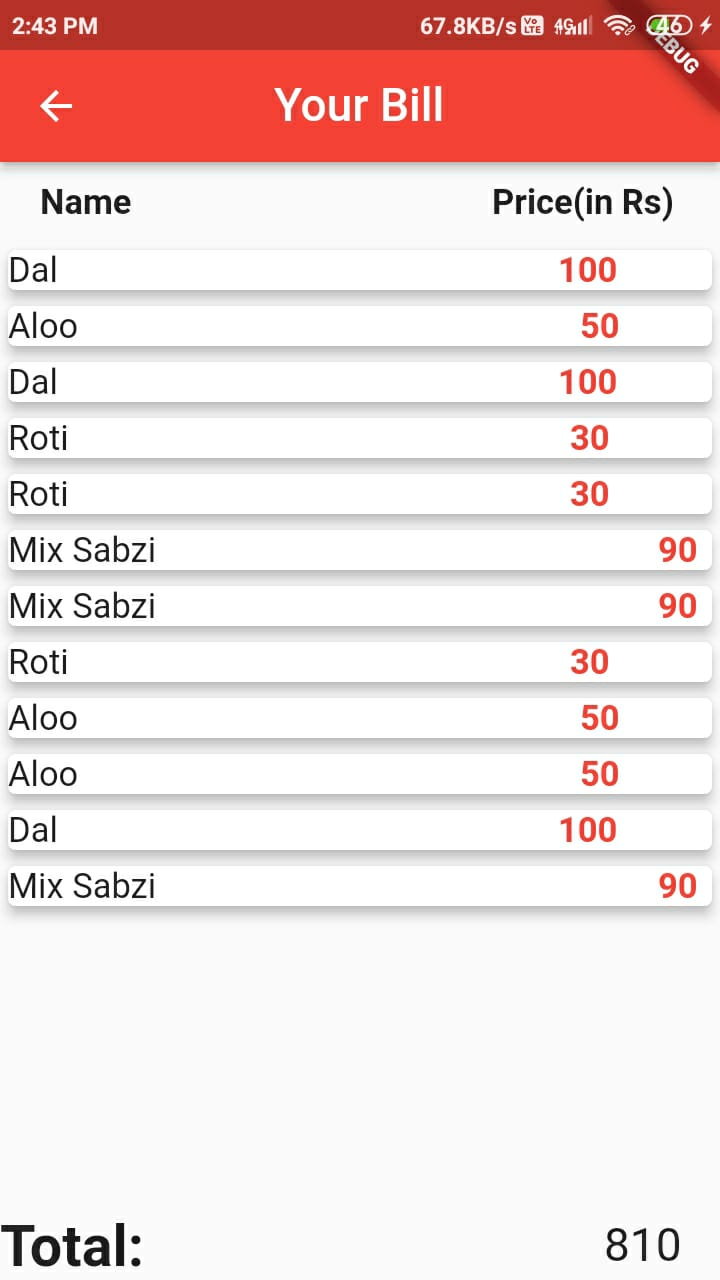 2:43 PM 67.8KB/s Vo LTE 4G 46
DEBUG
Your Bill
Name Price(in Rs)
Dal 100
Aloo 50
Dal 100
Roti 30
Roti 30
Mix Sabzi 90
Mix Sabzi 90
Roti 30
Aloo 50
Aloo 50
Dal 100
Mix Sabzi 90
Total: 810